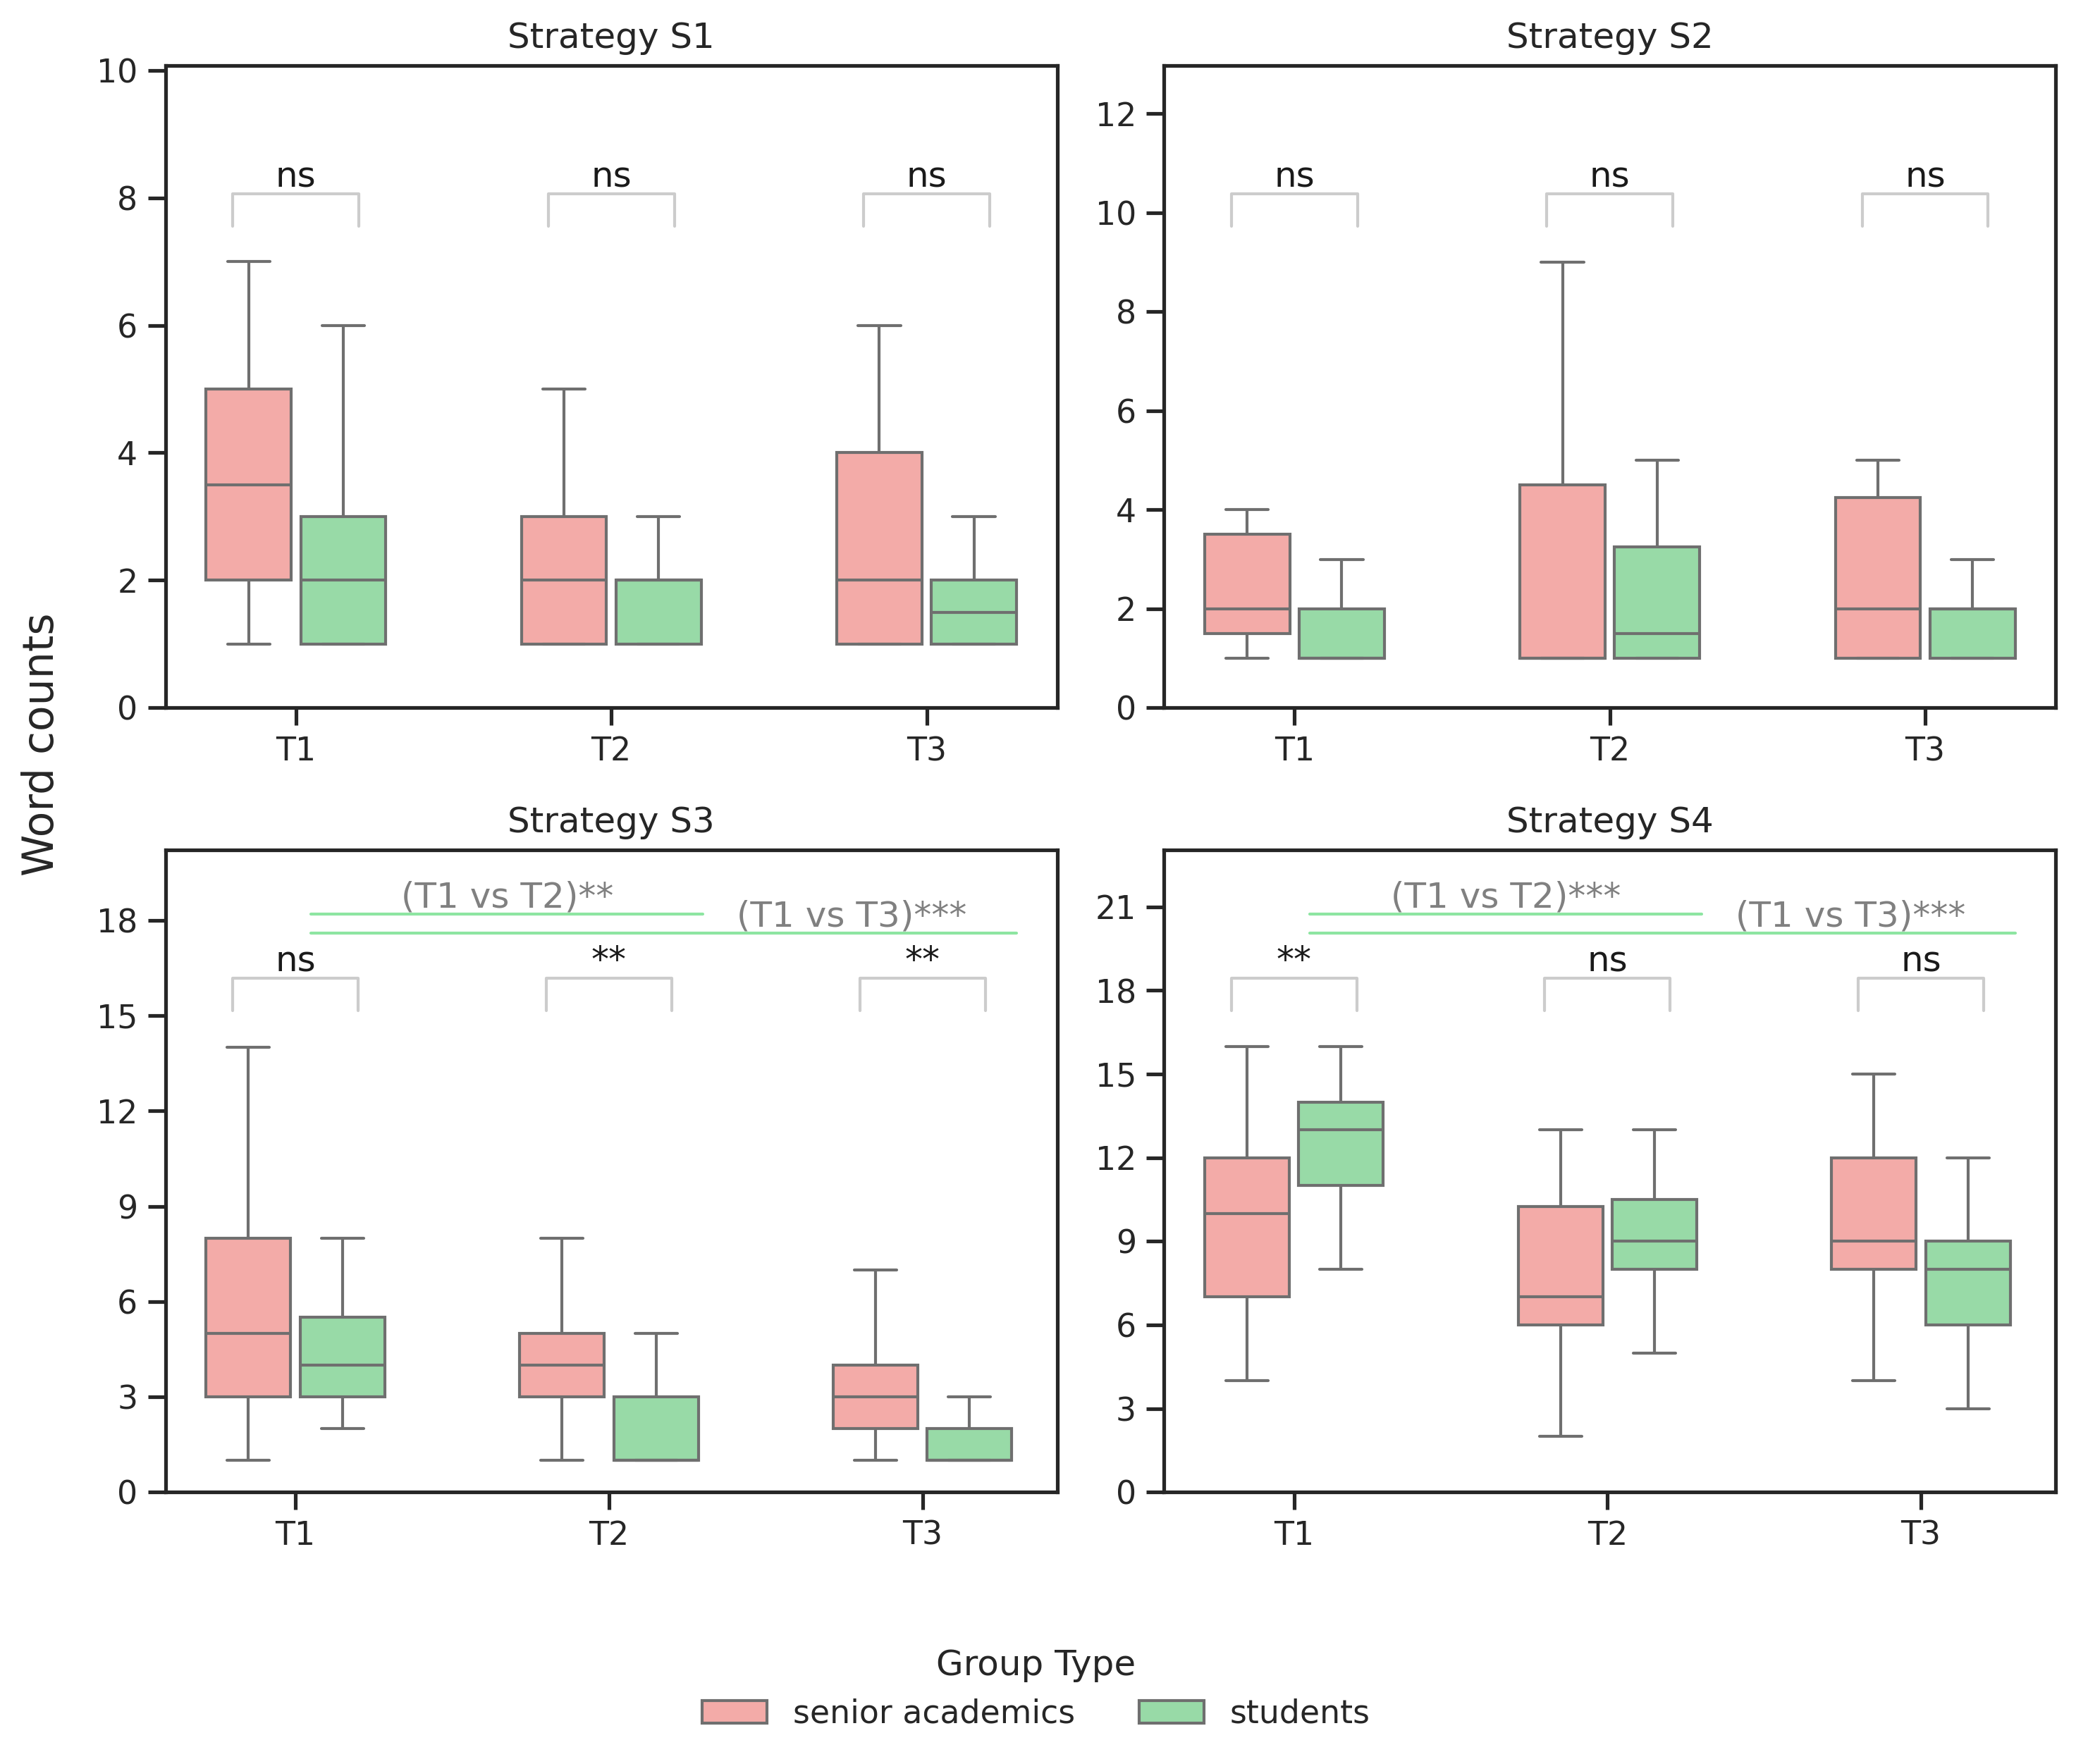 Strategy S1
Strategy S2
10
8
6
4
2
0
ns
ns
ns
T1
T2
T3
12
10
8
6
4
2
0
ns
ns
ns
T1
T2
T3
Word counts
Strategy S3
Strategy S4
18
15
12
9
6
3
0
(T1 vs T2)**
(T1 vs T3)***
ns
**
**
T1
T2
T3
21
18
15
12
9
6
3
0
(T1 vs T2)***
(T1 vs T3)***
**
ns
ns
T1
T2
T3
Group Type
senior academics
students